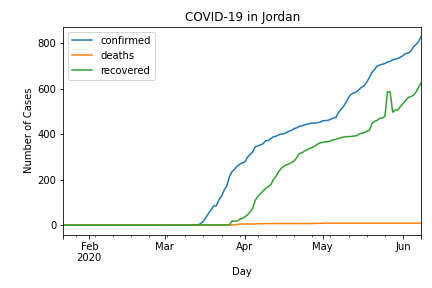 COVID-19 in Jordan
confirmed
deaths
recovered
Number of Cases
800
600
400
200
0
Feb
2020
Mar
Apr
May
Jun
Day